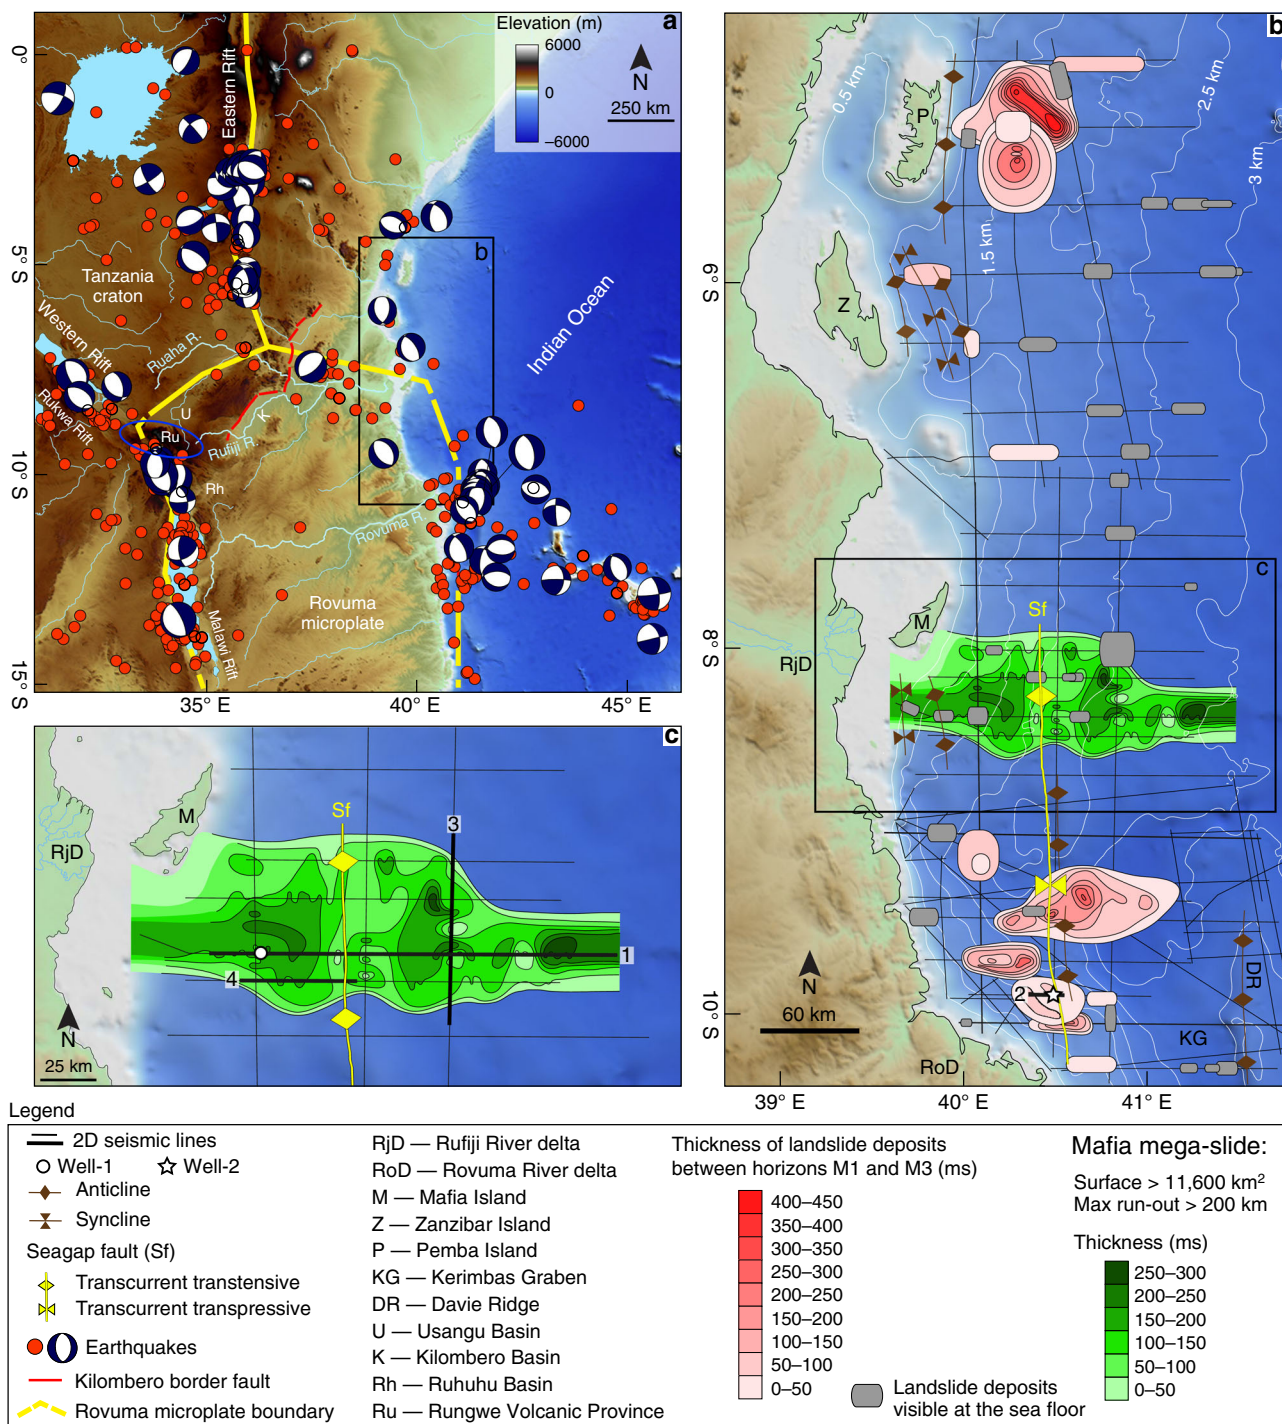 Elevation (m)
6000
0
−6000
a
N
250 km
0°
5° S
10° S
15° S
35° E
40° E
45° E
Eastern Rift
Tanzania
craton
Western Rift
Rukwa Rift
Ruaha R.
U
K
Ru
Rufiji R.
Rh
Rovuma R.
Malawi Rift
Rovuma
microplate
Indian Ocean
b
b
0.5 km
1.5 km
2.5 km
3 km
P
Z
M
RjD
Sf
c
9° S
8° S
10° S
N
60 km
2
DR
KG
RoD
39° E
40° E
41° E
c
M
RjD
Sf
3
1
4
N
25 km
Legend
2D seismic lines
Well-1
Well-2
Anticline
Syncline
Seagap fault (Sf)
Transcurrent transtensive
Transcurrent transpressive
Earthquakes
Kilombero border fault
Rovuma microplate boundary
RjD — Rufiji River delta
RoD — Rovuma River delta
M — Mafia Island
Z — Zanzibar Island
P — Pemba Island
KG — Kerimbas Graben
DR — Davie Ridge
U — Usangu Basin
K — Kilombero Basin
Rh — Ruhuhu Basin
Ru — Rungwe Volcanic Province
Thickness of landslide deposits
between horizons M1 and M3 (ms)
400–450
350–400
300–350
250–300
200–250
150–200
100–150
50–100
0–50
Landslide deposits
visible at the sea floor
Mafia mega-slide:
Surface > 11,600 km²
Max run-out > 200 km
Thickness (ms)
250–300
200–250
150–200
100–150
50–100
0–50